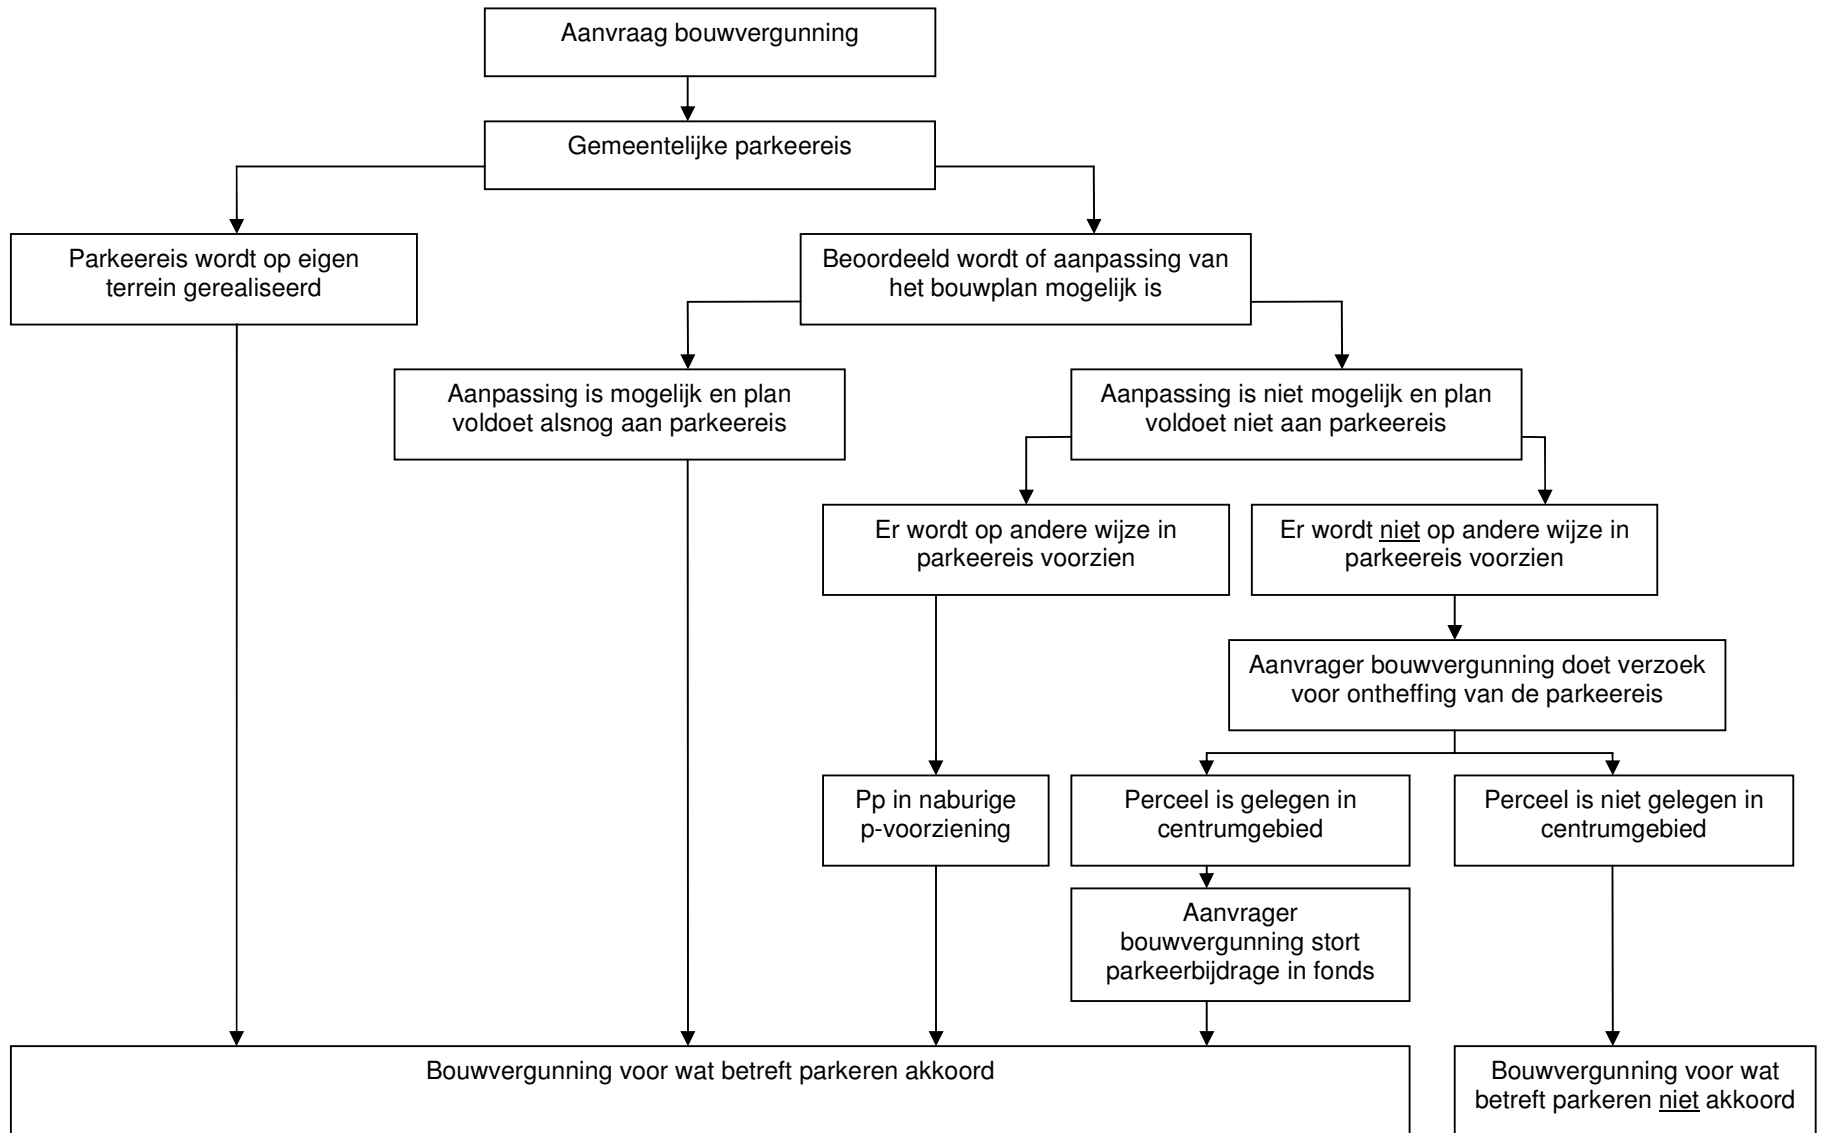 Aanvraag bouwvergunning
Gemeentelijke parkeereis
Parkeereis wordt op eigen
terrein gerealiseerd
Beoordeeld wordt of aanpassing van
het bouwplan mogelijk is
Aanpassing is mogelijk en plan
voldoet alsnog aan parkeereis
Aanpassing is niet mogelijk en plan
voldoet niet aan parkeereis
Er wordt op andere wijze in
parkeereis voorzien
Er wordt niet op andere wijze in
parkeereis voorzien
Aanvrager bouwvergunning doet verzoek
voor ontheffing van de parkeereis
Pp in naburige
p-voorziening
Perceel is gelegen in
centrumgebied
Perceel is niet gelegen in
centrumgebied
Aanvrager
bouwvergunning stort
parkeerbijdrage in fonds
Bouwvergunning voor wat betreft parkeren akkoord
Bouwvergunning voor wat
betreft parkeren niet akkoord